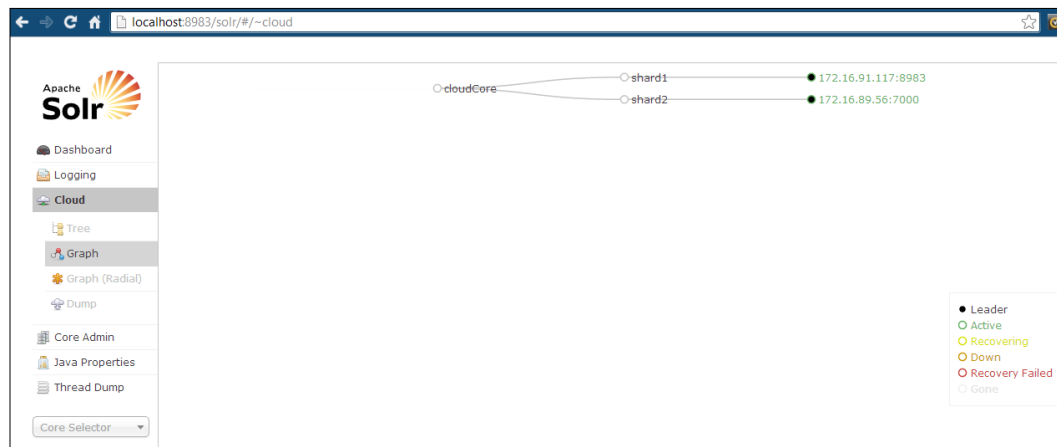 localhost:8983/solr/#/~cloud
Apache
Solr
Dashboard
Logging
Cloud
Tree
Graph
Graph (Radial)
Dump
Core Admin
Java Properties
Thread Dump
Core Selector
cloudCore
shard1
172.16.91.117:8983
shard2
172.16.89.56:7000
Leader
Active
Recovering
Down
Recovery Failed
Gone